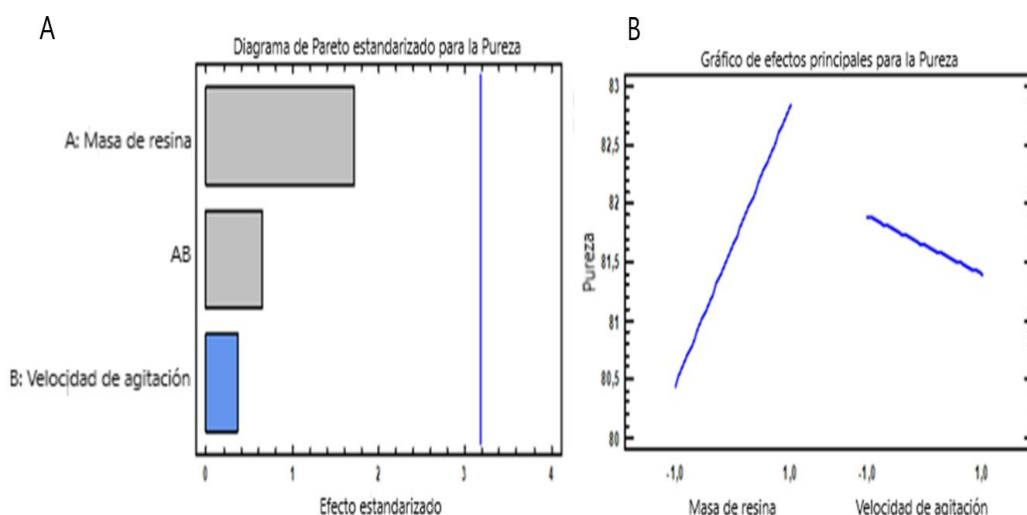 A
Diagrama de Pareto estandarizado para la Pureza
A: Masa de resina
AB
B: Velocidad de agitación
0 1 2 3 4
Efecto estandarizado
B
Gráfico de efectos principales para la Pureza
Pureza
83
82,5
82
81,5
81
80,5
80
-1,0 1,0 -1,0 1,0
Masa de resina Velocidad de agitación